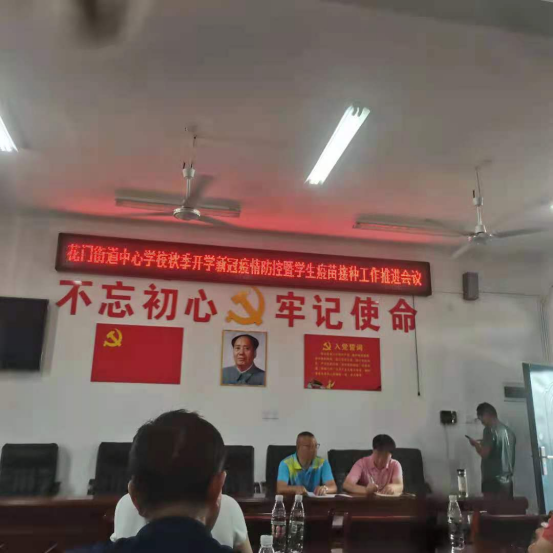 花门街道中心学校秋季开学新冠疫情防控暨学生疫苗接种工作推进会议
不忘初心 牢记使命
入党誓词